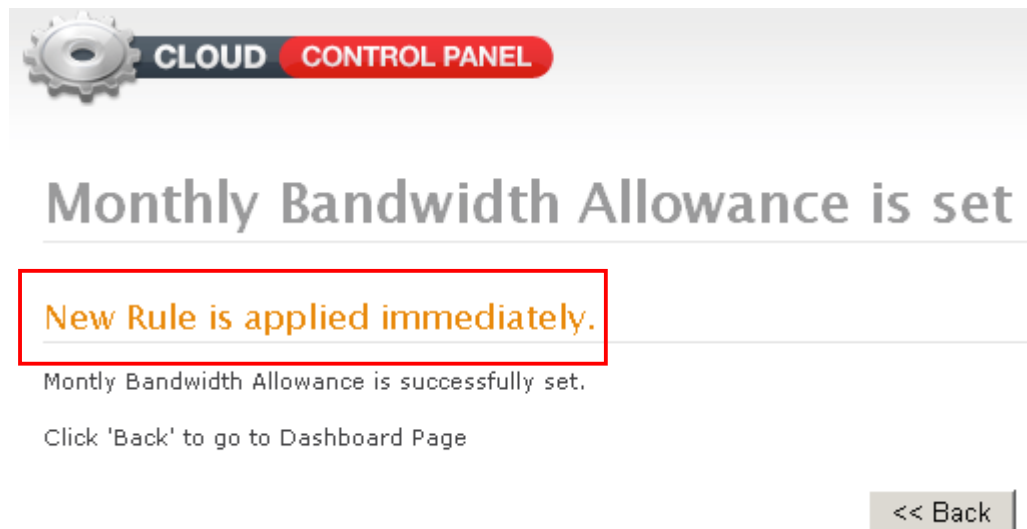 CLOUD CONTROL PANEL
Monthly Bandwidth Allowance is set
New Rule is applied immediately.
Montly Bandwidth Allowance is successfully set.
Click 'Back' to go to Dashboard Page
<< Back